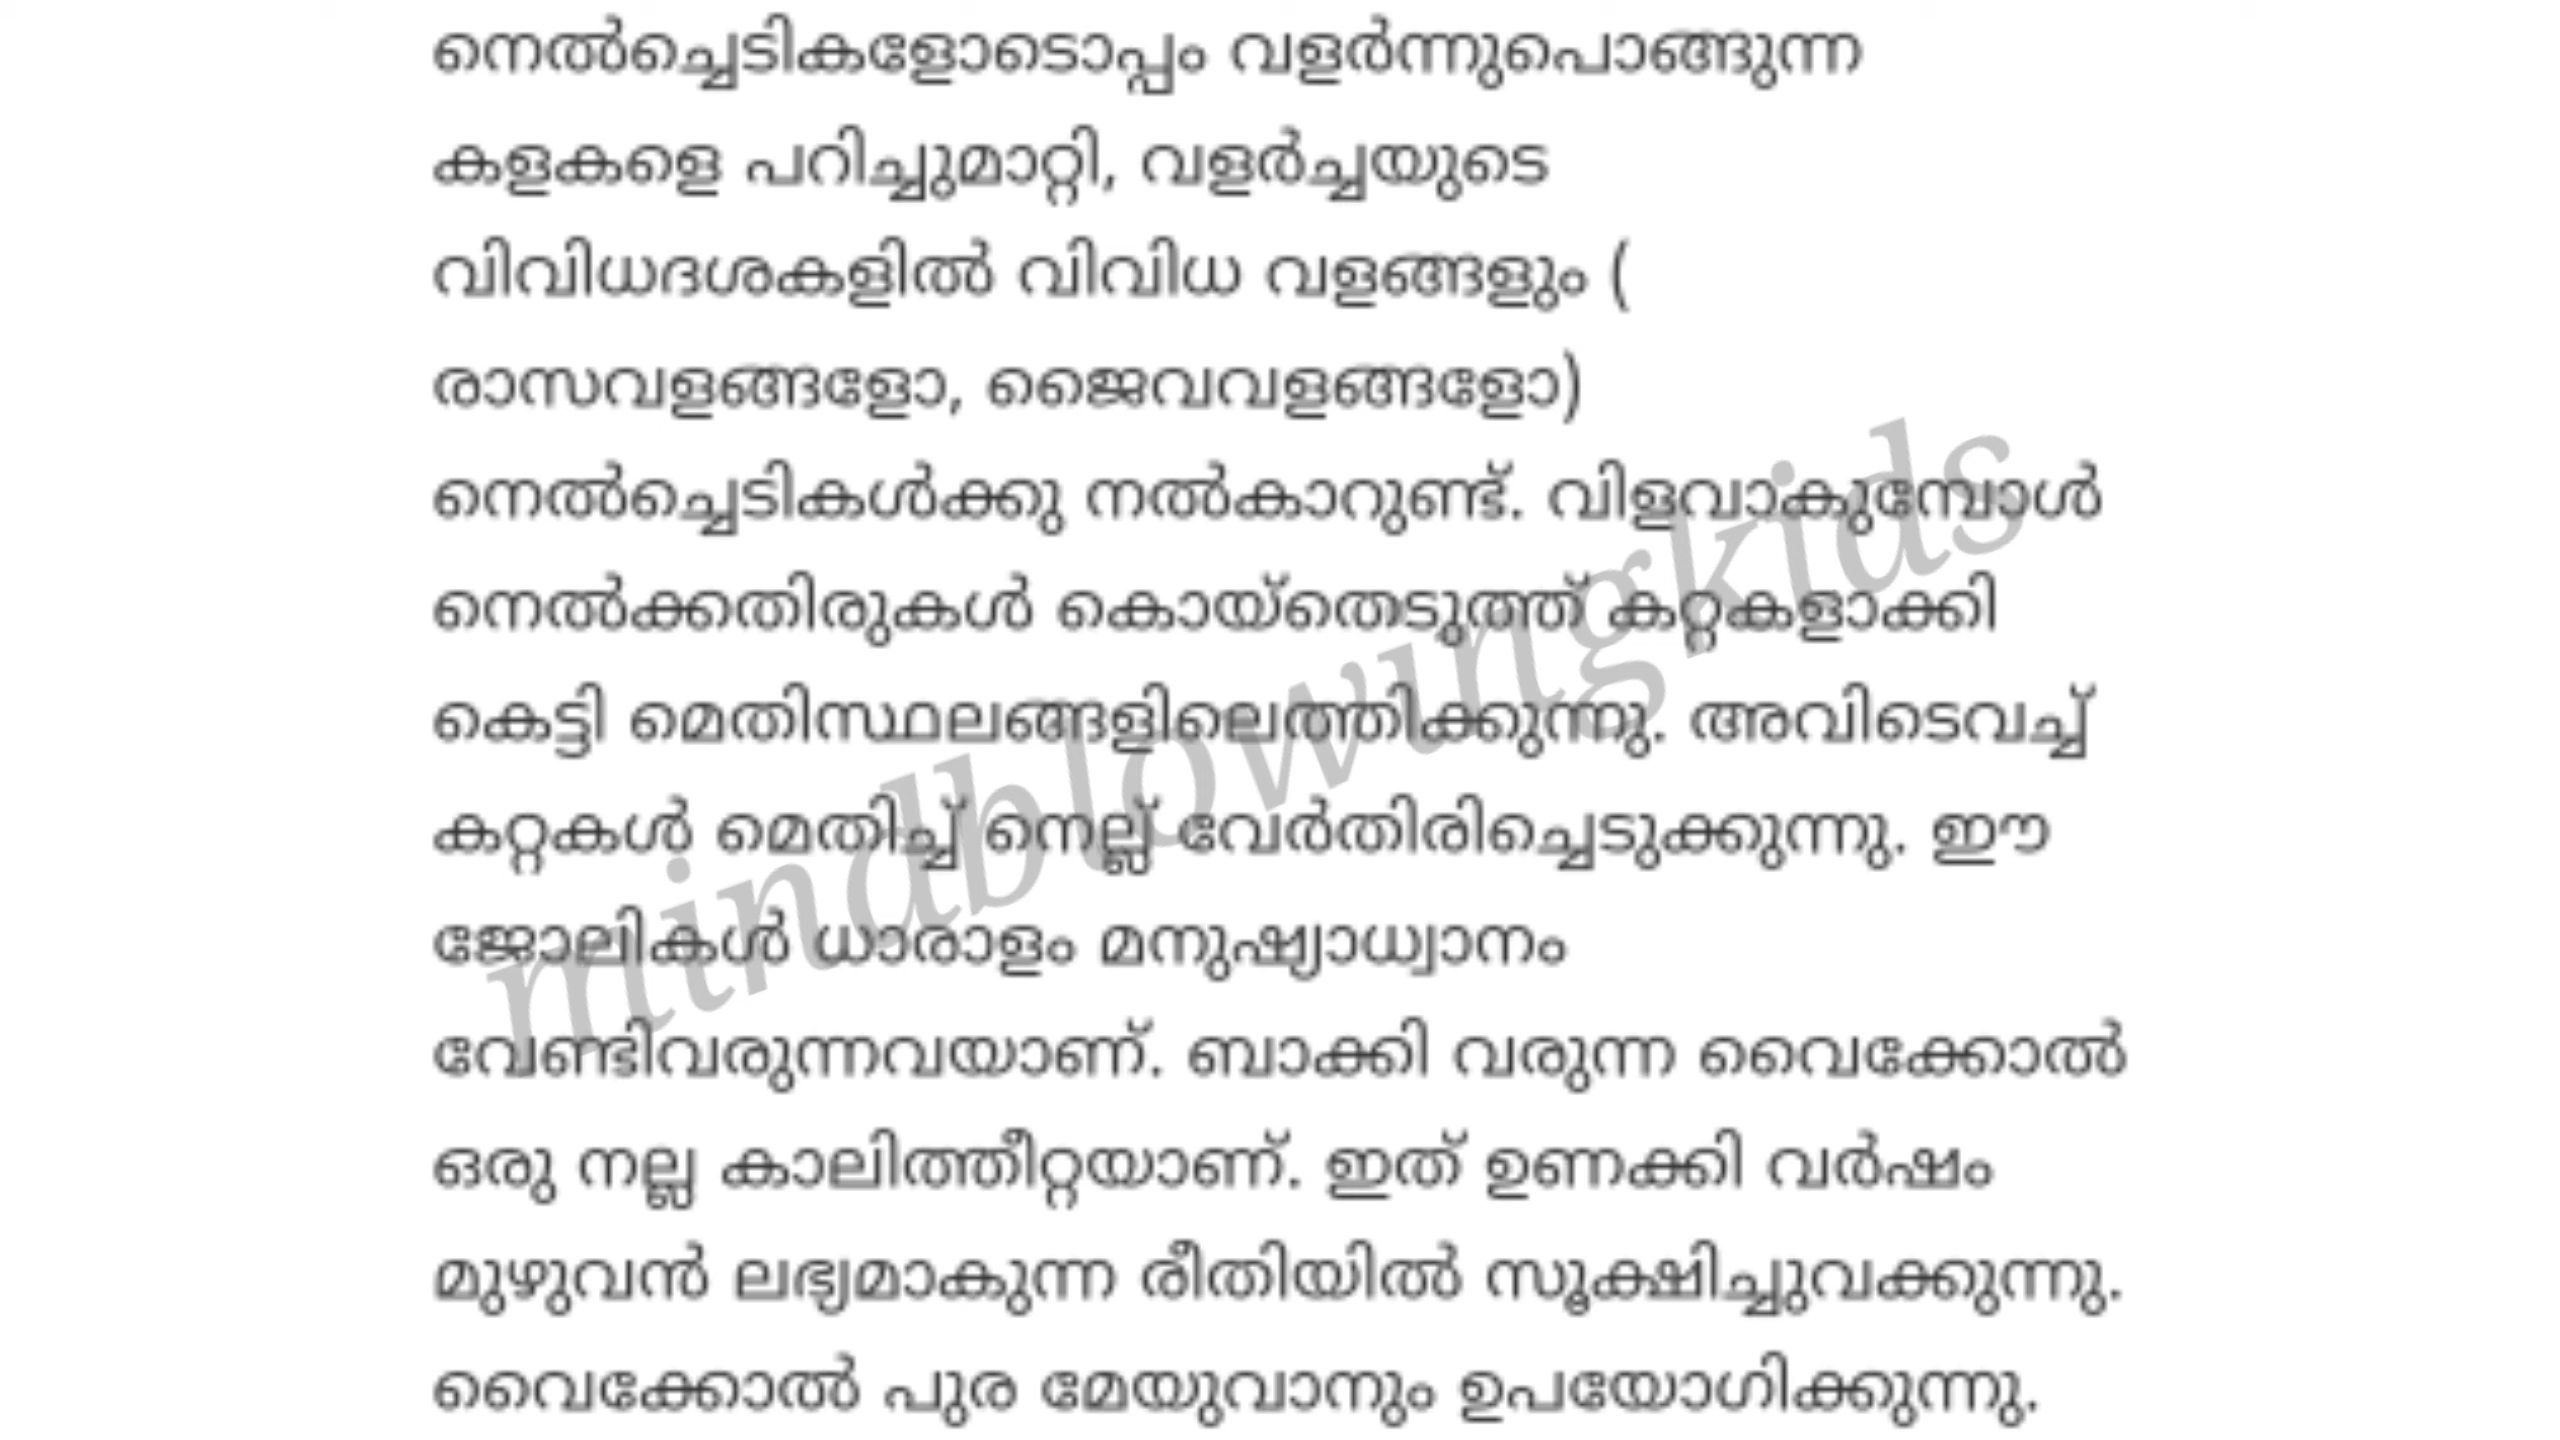 നെൽച്ചെടികളോടൊപ്പം വളർന്നുപൊങ്ങുന്ന
കളകളെ പറിച്ചുമാറ്റി, വളർച്ചയുടെ
വിവിധദശകളിൽ വിവിധ വളങ്ങളും (
രാസവളങ്ങളോ, ജൈവവളങ്ങളോ)
നെൽച്ചെടികൾക്കു നൽകാറുണ്ട്. വിളവാകുമ്പോൾ
നെൽക്കതിരുകൾ കൊയ്തെടുത്ത് കറ്റകളാക്കി
കെട്ടി മെതിസ്ഥലങ്ങളിലെത്തിക്കുന്നു. അവിടെവച്ച്
കറ്റകൾ മെതിച്ച് നെല്ല് വേർതിരിച്ചെടുക്കുന്നു. ഈ
ജോലികൾ ധാരാളം മനുഷ്യാധ്വാനം
വേണ്ടിവരുന്നവയാണ്. ബാക്കി വരുന്ന വൈക്കോൽ
ഒരു നല്ല കാലിത്തീറ്റയാണ്. ഇത് ഉണക്കി വർഷം
മുഴുവൻ ലഭ്യമാകുന്ന രീതിയിൽ സൂക്ഷിച്ചുവക്കുന്നു.
വൈക്കോൽ പുര മേയുവാനും ഉപയോഗിക്കുന്നു.
mindblowingkids